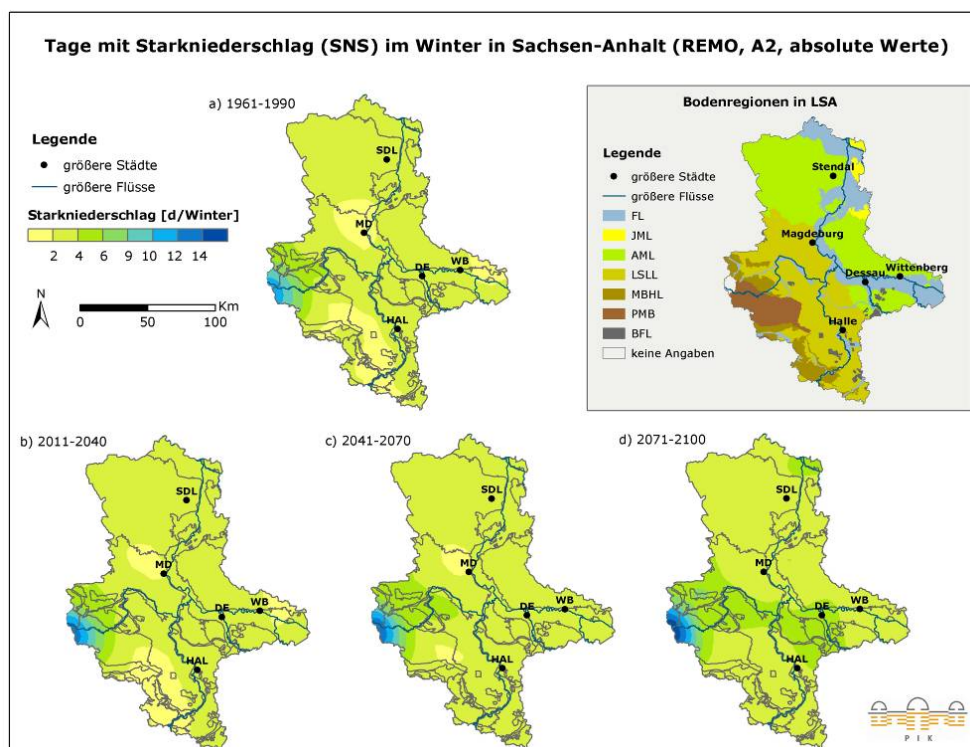 Tage mit Starkniederschlag (SNS) im Winter in Sachsen-Anhalt (REMO, A2, absolute Werte)
a) 1961-1990
Legende
größere Städte
größere Flüsse
Starkniederschlag [d/Winter]
2 4 6 8 9 10 12 14
N
Km
0 50 100
SDL
MD
DE
WB
HAL
Bodenregionen in LSA
Legende
größere Städte
größere Flüsse
FL
JML
AML
LSLL
MBHL
PMB
BFL
keine Angaben
Stendal
Magdeburg
Dessau
Wittenberg
Halle
b) 2011-2040
SDL
MD
DE
WB
HAL
c) 2041-2070
SDL
MD
DE
WB
HAL
d) 2071-2100
SDL
MD
DE
WB
HAL
P I K